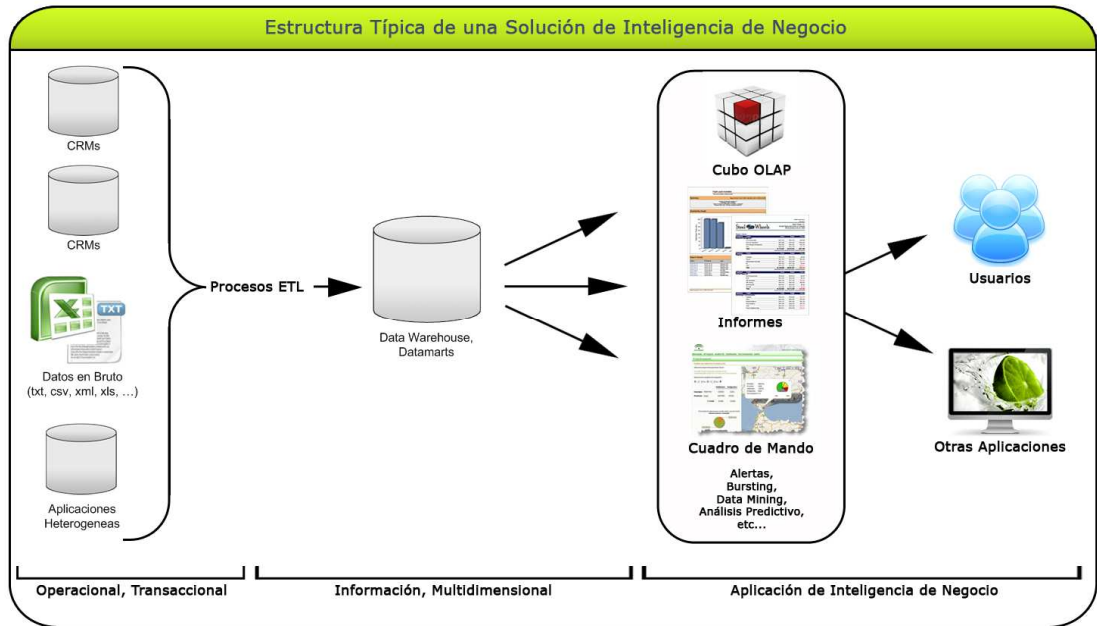 Estructura Típica de una Solución de Inteligencia de Negocio
CRMs
CRMs
TXT
Datos en Bruto
(txt, csv, xml, xls, ...)
Aplicaciones
Heterogeneas
Procesos ETL
Data Warehouse,
Datamarts
Cubo OLAP
Steel Wheels
Informes
Cuadro de Mando
Alertas,
Bursting,
Data Mining,
Análisis Predictivo,
etc...
Usuarios
Otras Aplicaciones
Operacional, Transaccional
Información, Multidimensional
Aplicación de Inteligencia de Negocio